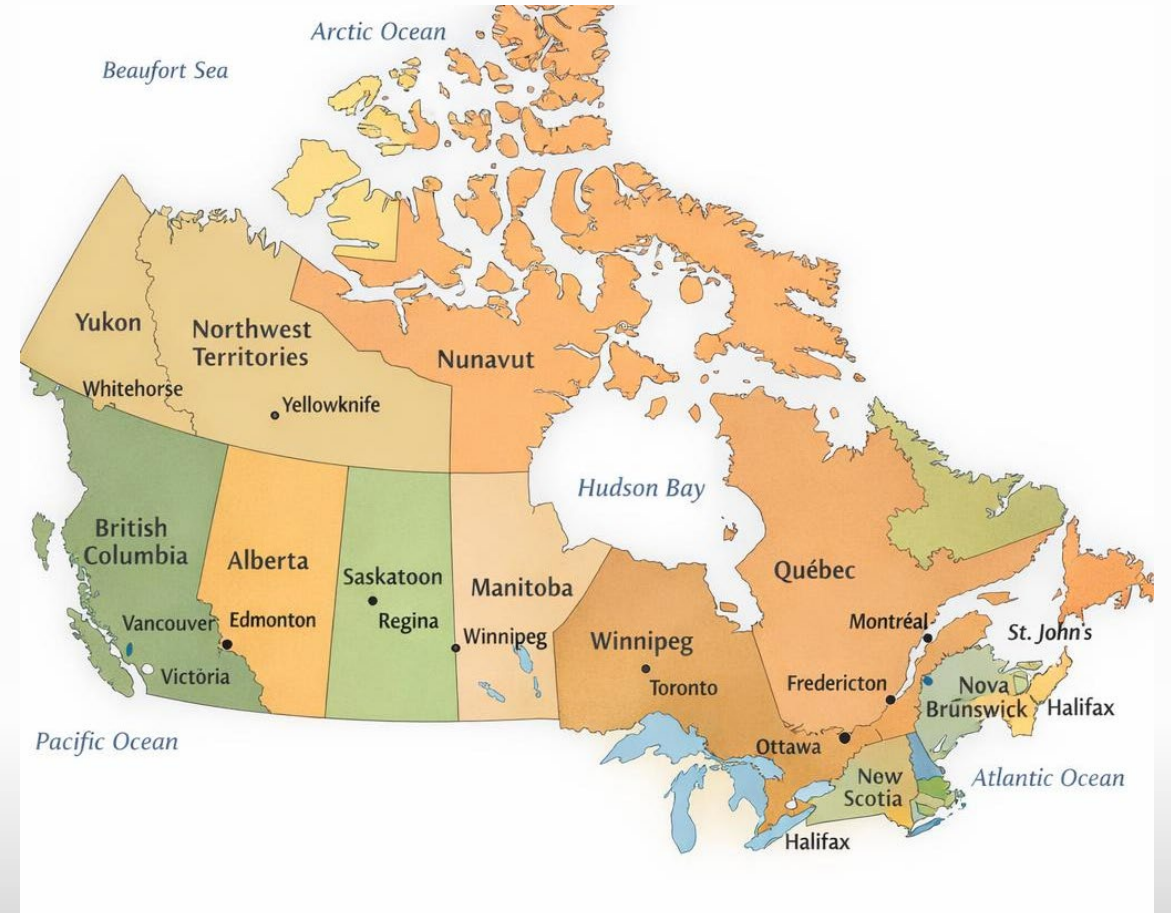 Arctic Ocean
Beaufort Sea
Yukon
Northwest
Territories
Nunavut
Whitehorse
Yellowknife
Hudson Bay
British
Columbia
Alberta
Saskatoon
Manitoba
Québec
Vancouver
Edmonton
Regina
Winnipeg
Winnipeg
Montréal
St. John's
Victoria
Toronto
Fredericton
Nova
Brunswick
Halifax
Pacific Ocean
Ottawa
New
Scotia
Atlantic Ocean
Halifax